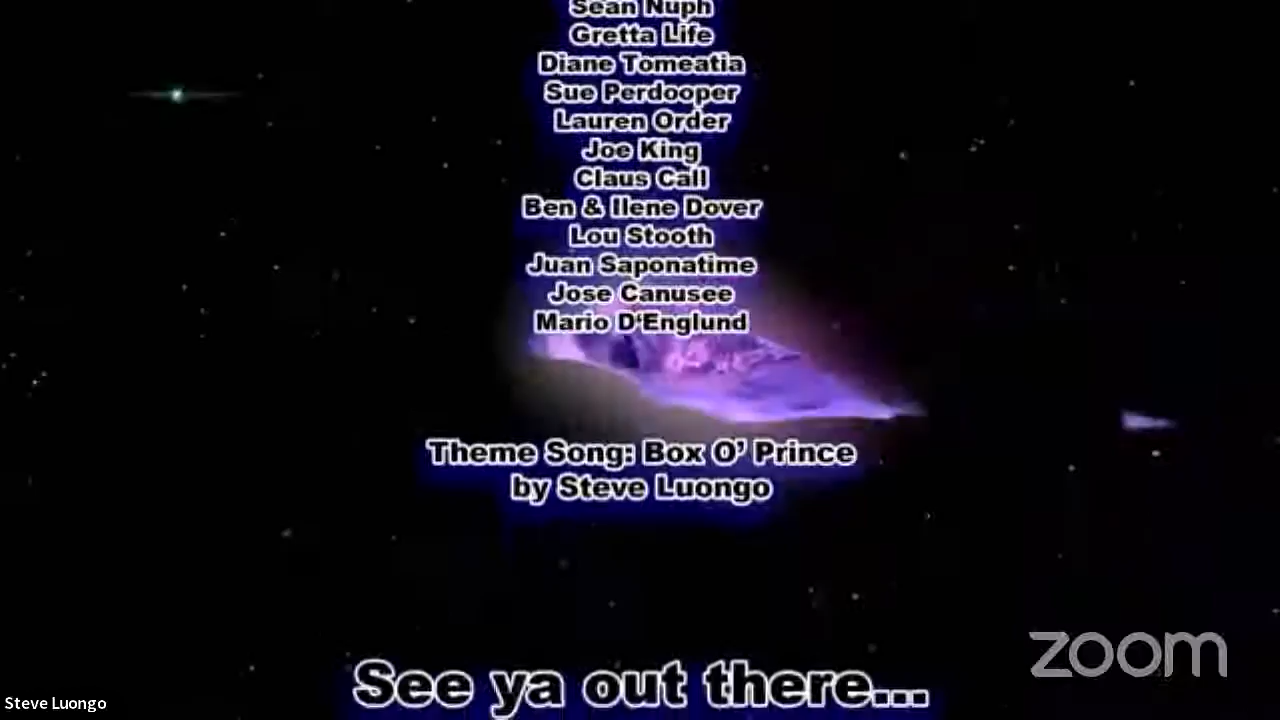 Sean Nuph
Gretta Life
Diane Tomeatia
Sue Perdooper
Lauren Order
Joe King
Claus Call
Ben & Ilene Dover
Lou Stooth
Juan Saponatime
Jose Canusee
Mario D'Englund
Theme Song: Box O' Prince
by Steve Luongo
See ya out there...
zoom
Steve Luongo